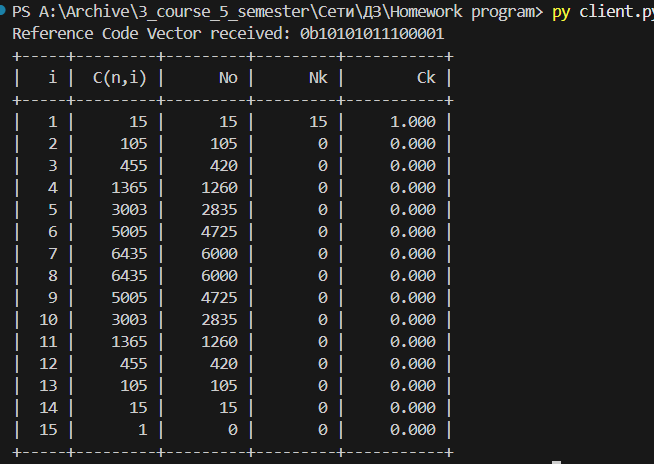 PS A:\Archive\3_course_5_semester\Сети\ДЗ\Homework program> py client.py
Reference Code Vector received: 0b10101011100001
+-----+---------+---------+---------+-----------+
|   i |  C(n,i) |      No |      Nk |        Ck |
+-----+---------+---------+---------+-----------+
|   1 |      15 |      15 |      15 |     1.000 |
|   2 |     105 |     105 |       0 |     0.000 |
|   3 |     455 |     420 |       0 |     0.000 |
|   4 |    1365 |    1260 |       0 |     0.000 |
|   5 |    3003 |    2835 |       0 |     0.000 |
|   6 |    5005 |    4725 |       0 |     0.000 |
|   7 |    6435 |    6000 |       0 |     0.000 |
|   8 |    6435 |    6000 |       0 |     0.000 |
|   9 |    5005 |    4725 |       0 |     0.000 |
|  10 |    3003 |    2835 |       0 |     0.000 |
|  11 |    1365 |    1260 |       0 |     0.000 |
|  12 |     455 |     420 |       0 |     0.000 |
|  13 |     105 |     105 |       0 |     0.000 |
|  14 |      15 |      15 |       0 |     0.000 |
|  15 |       1 |       0 |       0 |     0.000 |
+-----+---------+---------+---------+-----------+